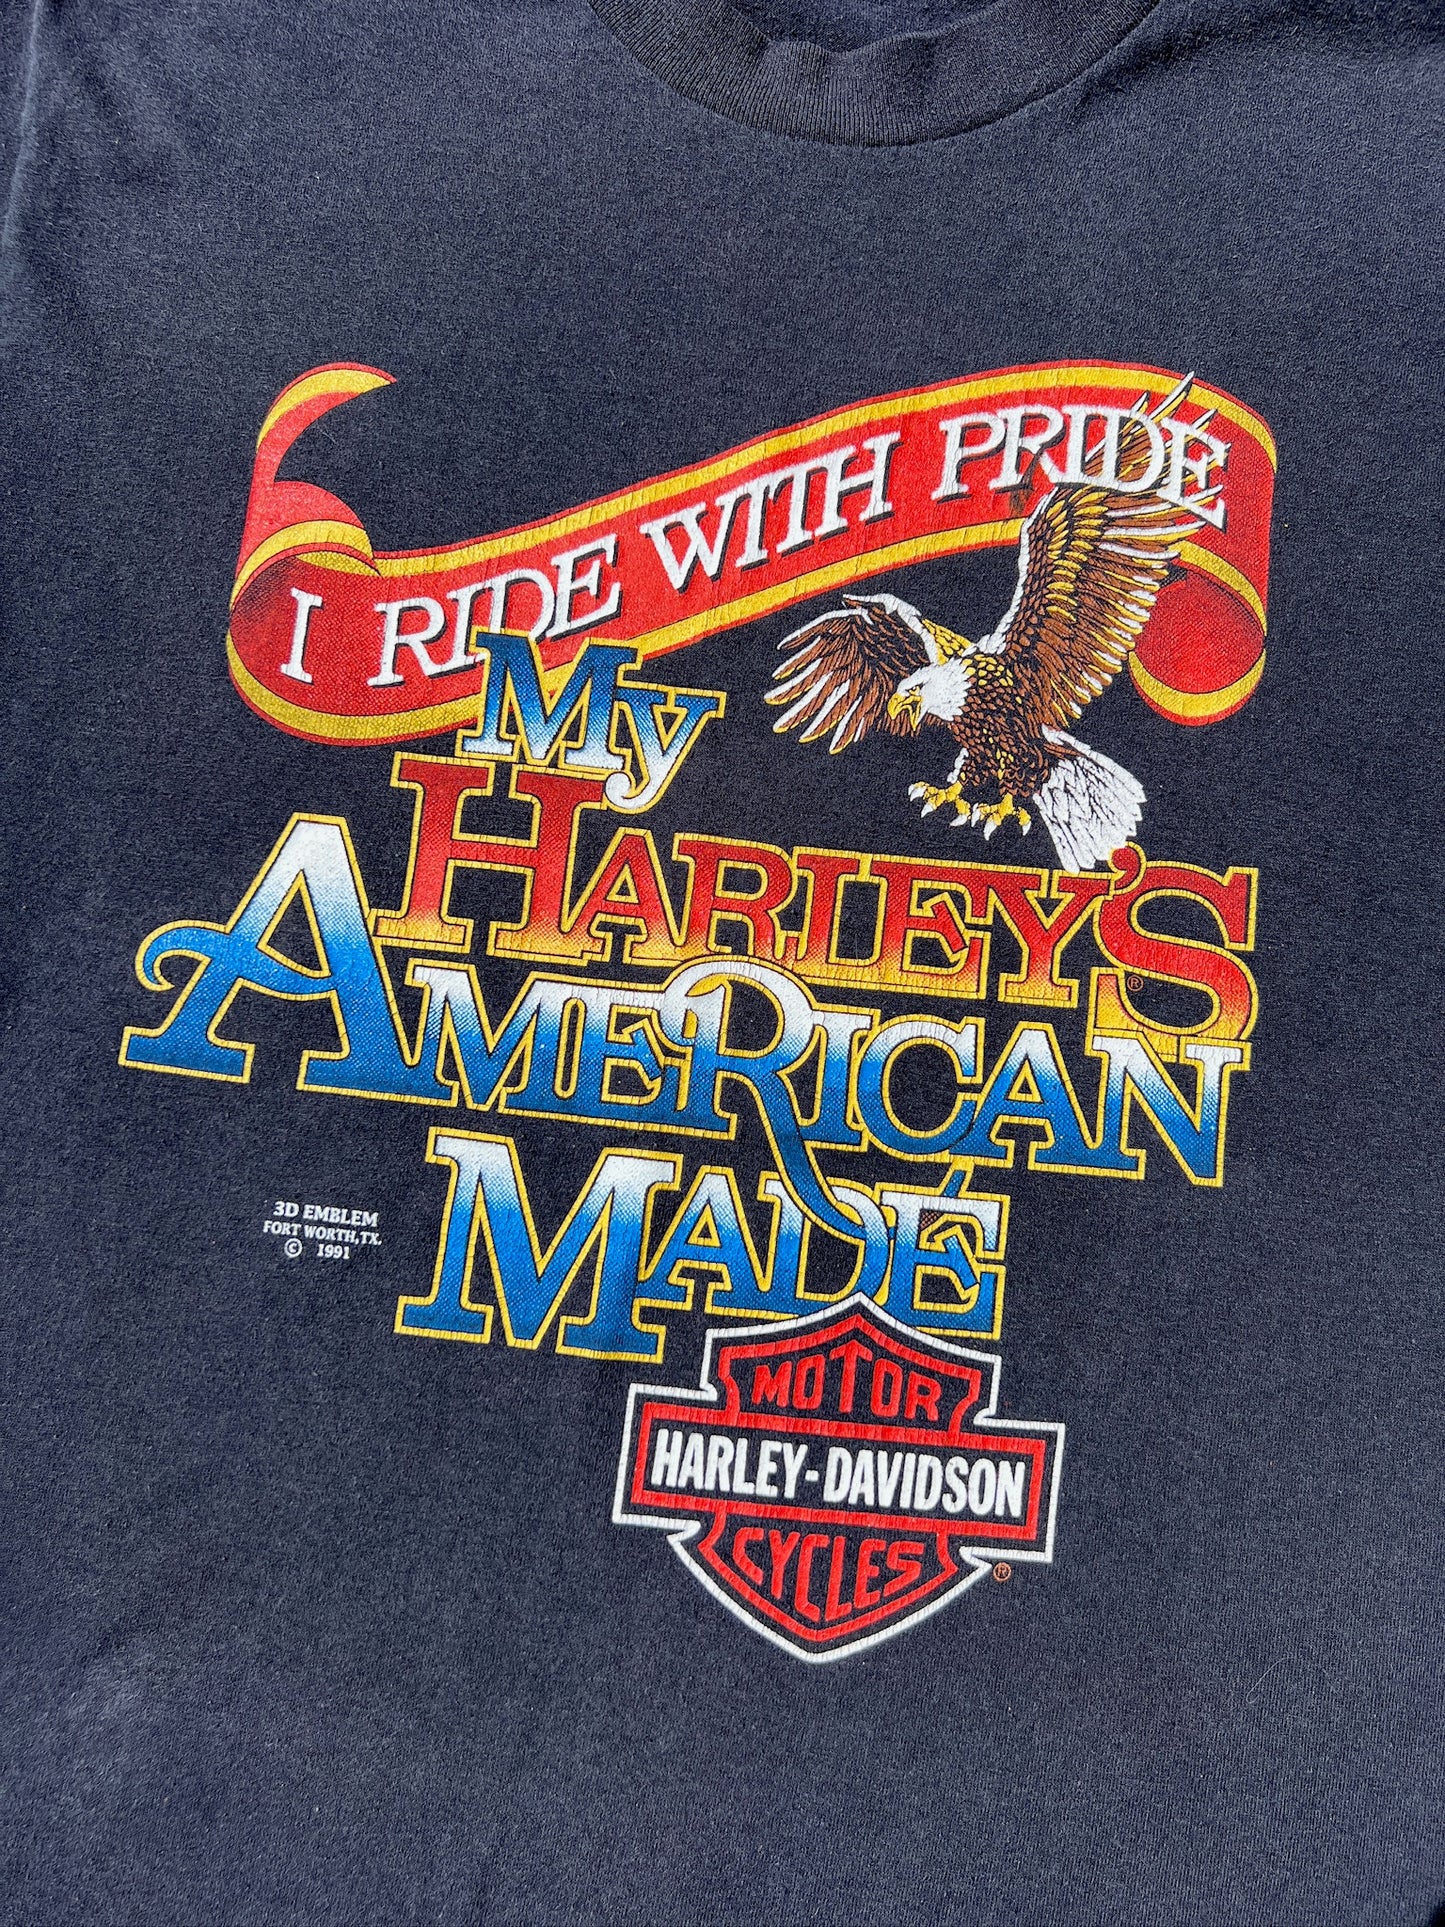 I RIDE WITH PRIDE
My
HARLEY'S®
AMERICAN
MADE
3D EMBLEM
FORT WORTH, TX.
© 1991
MOTOR
HARLEY-DAVIDSON
CYCLES
®